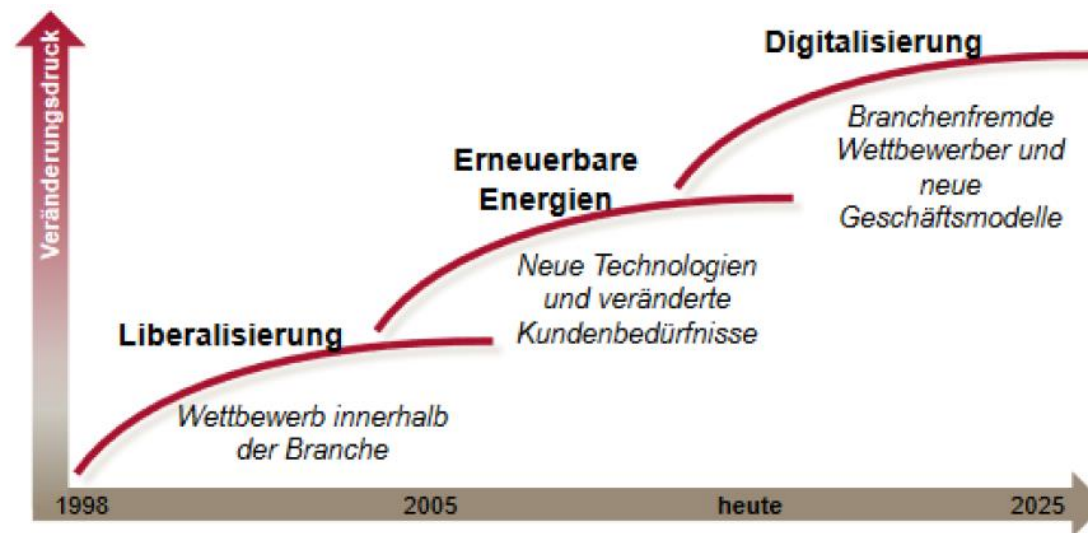 Veränderungsdruck
Digitalisierung
Branchenfremde
Wettbewerber und
neue
Geschäftsmodelle
Erneuerbare
Energien
Neue Technologien
und veränderte
Kundenbedürfnisse
Liberalisierung
Wettbewerb innerhalb
der Branche
1998
2005
heute
2025